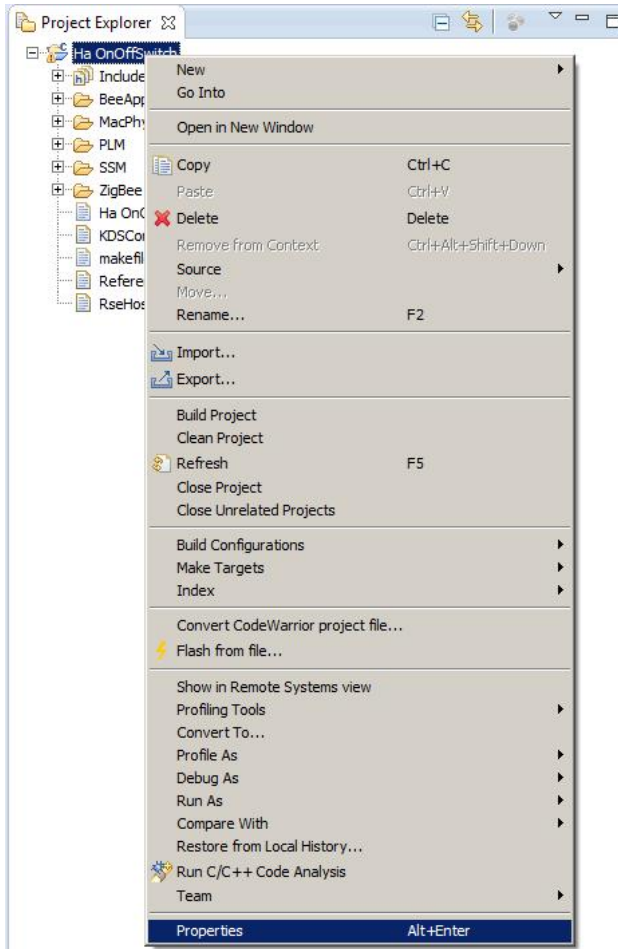 Project Explorer
Ha OnOffSwitch
Include
BeeApp
MacPhy
PLM
SSM
ZigBee
Ha OnO
KDSCo
makefil
Refere
RseHos
New
Go Into
Open in New Window
Copy Ctrl+C
Paste Ctrl+V
Delete Delete
Remove from Context Ctrl+Alt+Shift+Down
Source
Move...
Rename... F2
Import...
Export...
Build Project
Clean Project
Refresh F5
Close Project
Close Unrelated Projects
Build Configurations
Make Targets
Index
Convert CodeWarrior project file...
Flash from file...
Show in Remote Systems view
Profiling Tools
Convert To...
Profile As
Debug As
Run As
Compare With
Restore from Local History...
Run C/C++ Code Analysis
Team
Properties Alt+Enter